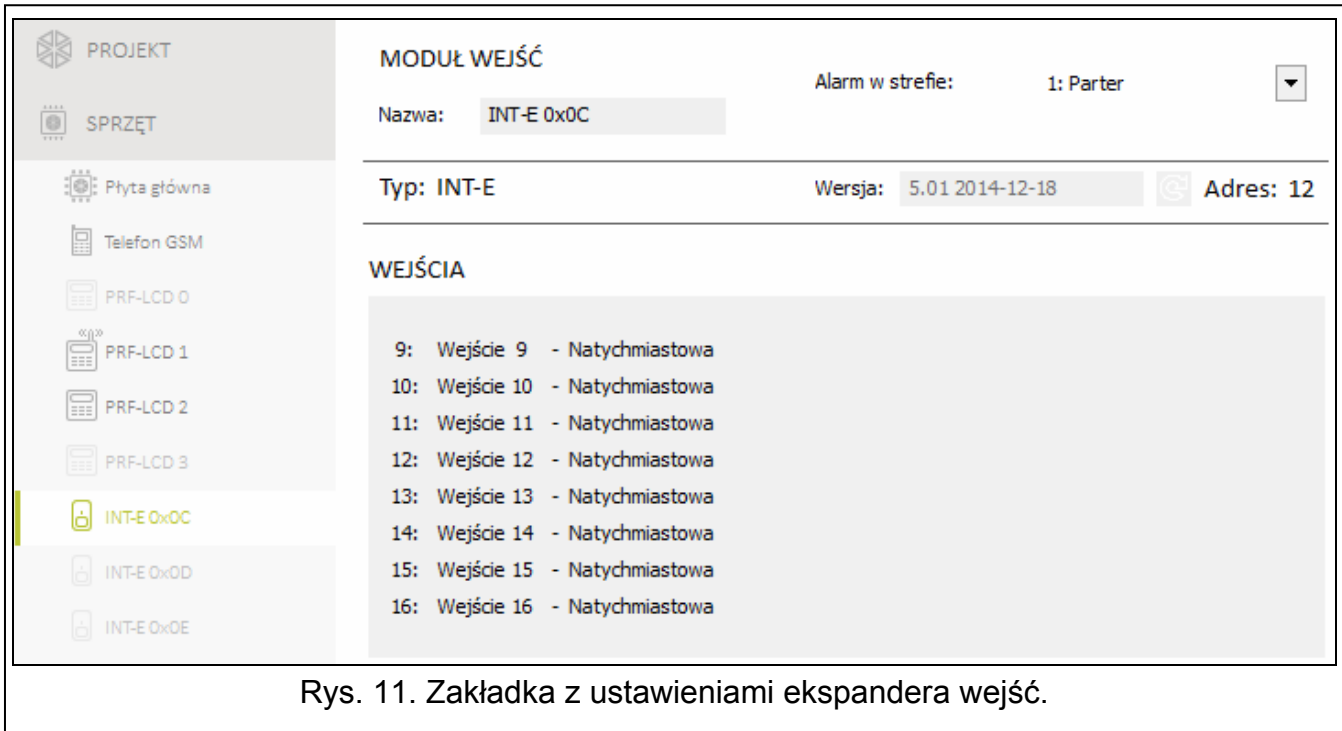 PROJEKT
SPRZĘT
Płyta główna
Telefon GSM
PRF-LCD 0
PRF-LCD 1
PRF-LCD 2
PRF-LCD 3
INT-E 0x0C
INT-E 0x0D
INT-E 0x0E
MODUŁ WEJŚĆ
Nazwa: INT-E 0x0C
Alarm w strefie: 1: Parter
Typ: INT-E Wersja: 5.01 2014-12-18 Adres: 12
WEJŚCIA
9: Wejście 9 - Natychmiastowa
10: Wejście 10 - Natychmiastowa
11: Wejście 11 - Natychmiastowa
12: Wejście 12 - Natychmiastowa
13: Wejście 13 - Natychmiastowa
14: Wejście 14 - Natychmiastowa
15: Wejście 15 - Natychmiastowa
16: Wejście 16 - Natychmiastowa
Rys. 11. Zakładka z ustawieniami ekspandera wejść.